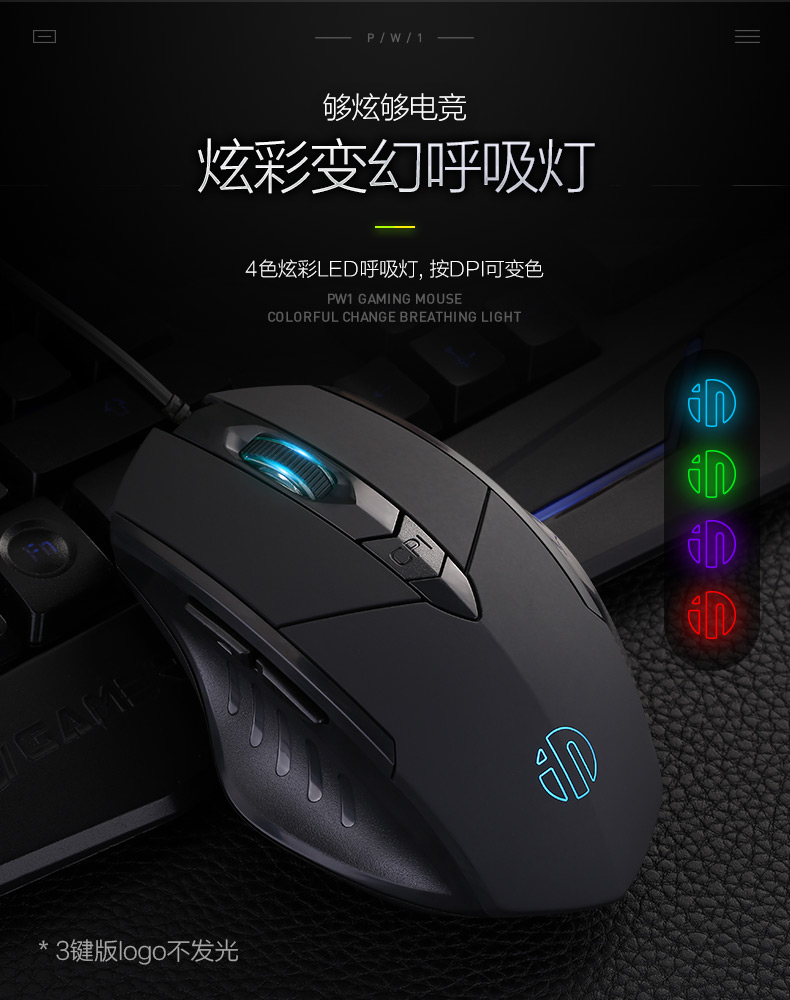 P / W / 1
够炫够电竞
炫彩变幻呼吸灯
4色炫彩LED呼吸灯, 按DPI可变色
PW1 GAMING MOUSE
COLORFUL CHANGE BREATHING LIGHT
Fn
CPI
* 3键版logo不发光